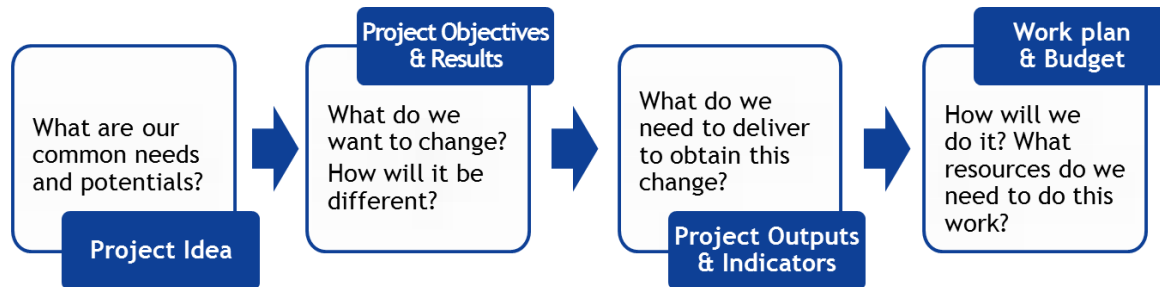 What are our
common needs
and potentials?
Project Idea
Project Objectives
& Results
What do we
want to change?
How will it be
different?
What do we
need to deliver
to obtain this
change?
Project Outputs
& Indicators
Work plan
& Budget
How will we
do it? What
resources do we
need to do this
work?